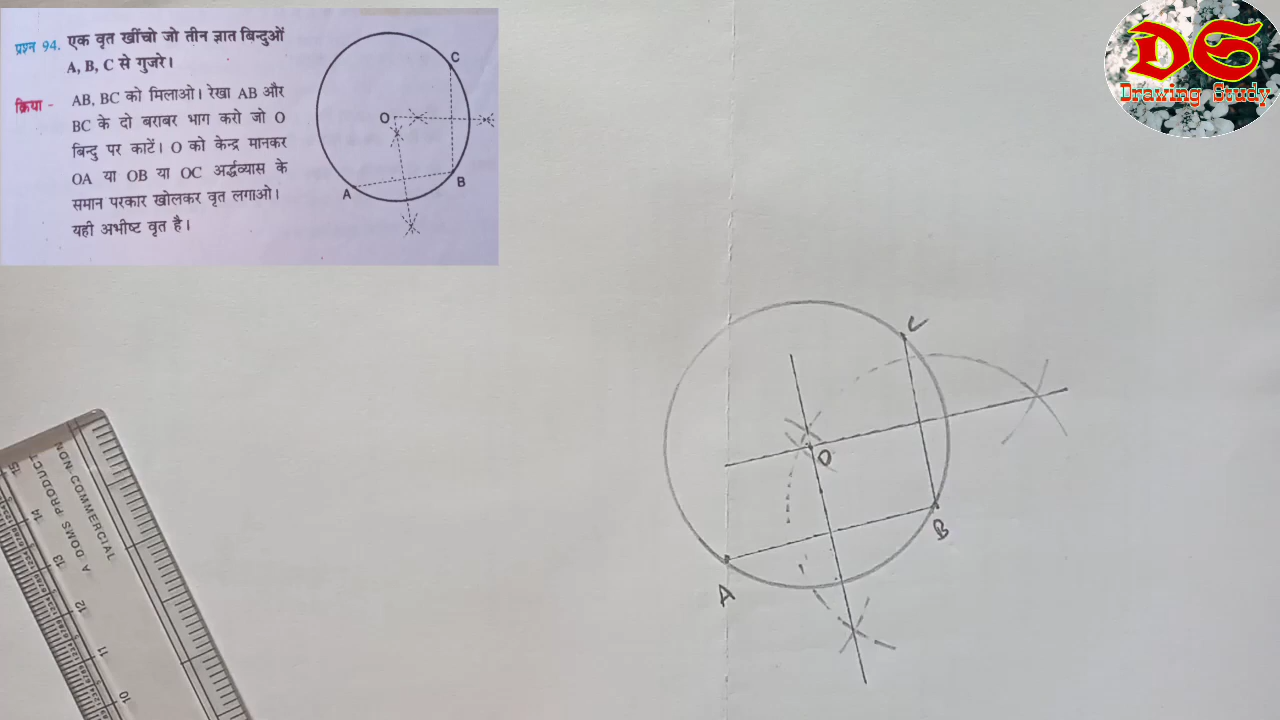 प्रश्न 94. एक वृत खींचो जो तीन ज्ञात बिन्दुओं
A, B, C से गुजरे।
क्रिया - AB, BC को मिलाओ। रेखा AB और
BC के दो बराबर भाग करो जो O
बिन्दु पर काटें। O को केन्द्र मानकर
OA या OB या OC अर्द्धव्यास के
समान परकार खोलकर वृत लगाओ।
यही अभीष्ट वृत है।
C
O
A
B
DS
Drawing Study
C
O
B
A
NON-COMMERCIAL
A DOMS PRODUCT
15
14
13
12
11
10